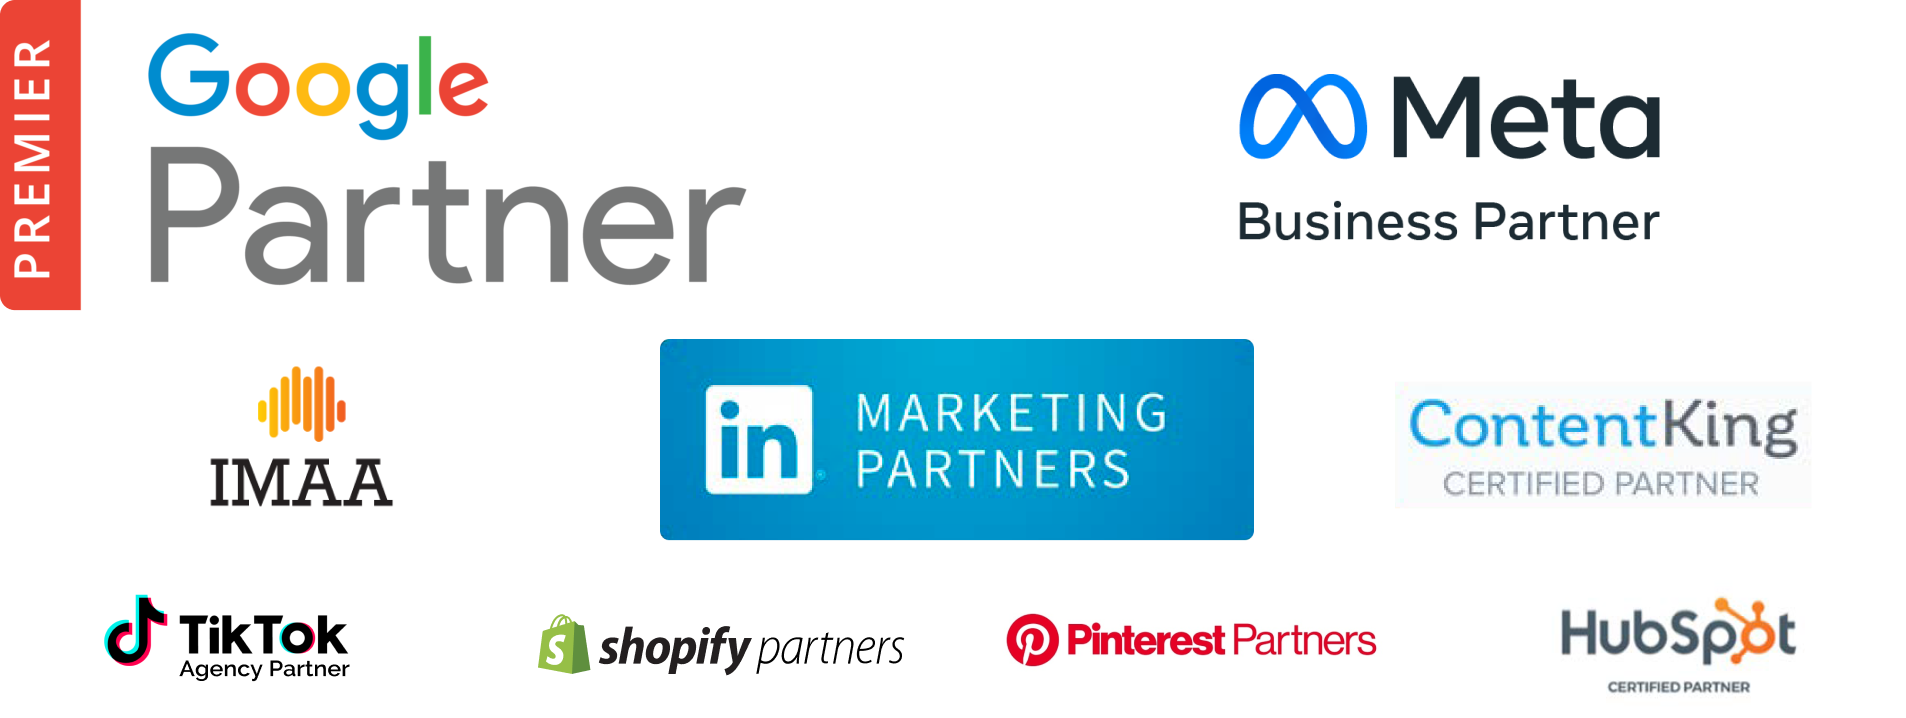 PREMIER
Google
Partner
Meta
Business Partner
IMAA
in
MARKETING
PARTNERS
ContentKing
CERTIFIED PARTNER
TikTok
Agency Partner
shopify partners
Pinterest Partners
HubSpot
CERTIFIED PARTNER